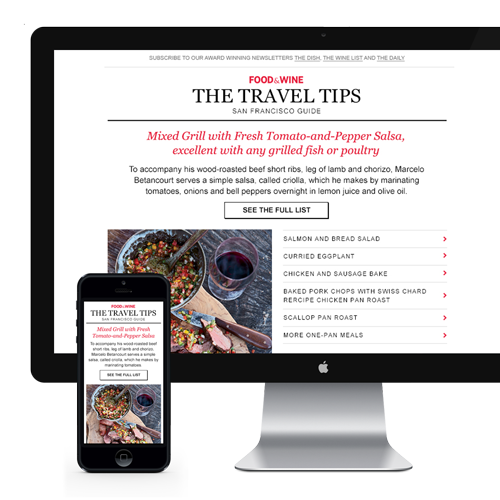 SUBSCRIBE TO OUR AWARD WINNING NEWSLETTERS THE DISH, THE WINE LIST AND THE DAILY
FOOD&WINE
THE TRAVEL TIPS
SAN FRANCISCO GUIDE
Mixed Grill with Fresh Tomato-and-Pepper Salsa,
excellent with any grilled fish or poultry
To accompany his wood-roasted beef short ribs, leg of lamb and chorizo, Marcelo
Betancourt serves a simple salsa, called criolla, which he makes by marinating
tomatoes, onions and bell peppers overnight in lemon juice and olive oil.
SEE THE FULL LIST
SALMON AND BREAD SALAD
CURRIED EGGPLANT
CHICKEN AND SAUSAGE BAKE
BAKED PORK CHOPS WITH SWISS CHARD
RERCIPE CHICKEN PAN ROAST
SCALLOP PAN ROAST
MORE ONE-PAN MEALS
FOOD&WINE
THE TRAVEL TIPS
SAN FRANCISCO GUIDE
Mixed Grill with Fresh
Tomato-and-Pepper Salsa
To accompany his wood-roasted beef
short ribs, leg of lamb and chorizo,
Marcelo Betancourt serves a simple
salsa, called criolla, which he makes by
marinating tomatoes.
SEE THE FULL LIST